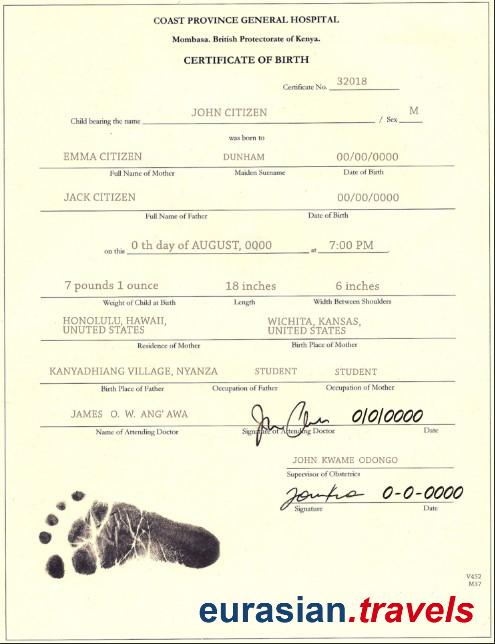 COAST PROVINCE GENERAL HOSPITAL
Mombasa. British Protectorate of Kenya.
CERTIFICATE OF BIRTH
Certificate No. 32018
Child bearing the name JOHN CITIZEN / Sex M
was born to
EMMA CITIZEN DUNHAM 00/00/0000
Full Name of Mother Maiden Surname Date of Birth
JACK CITIZEN 00/00/0000
Full Name of Father Date of Birth
on this 0 th day of AUGUST, 0000 at 7:00 PM
7 pounds 1 ounce 18 inches 6 inches
Weight of Child at Birth Length Width Between Shoulders
HONOLULU, HAWAII, WICHITA, KANSAS,
UNUTED STATES UNITED STATES
Residence of Mother Birth Place of Mother
KANYADHIANG VILLAGE, NYANZA STUDENT STUDENT
Birth Place of Father Occupation of Father Occupation of Mother
JAMES O. W. ANG' AWA 0/0/0000
Name of Attending Doctor Signature of Attending Doctor Date
JOHN KWAME ODONGO
Supervisor of Obstetrics
0-0-0000
Signature Date
V452
M37
eurasian.travels